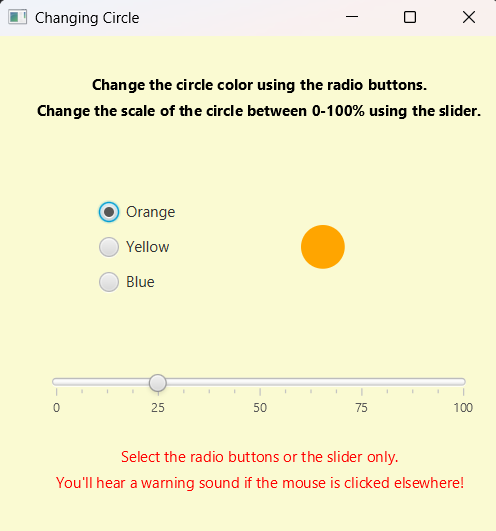 Changing Circle
Change the circle color using the radio buttons.
Change the scale of the circle between 0-100% using the slider.
Orange
Yellow
Blue
0 25 50 75 100
Select the radio buttons or the slider only.
You'll hear a warning sound if the mouse is clicked elsewhere!